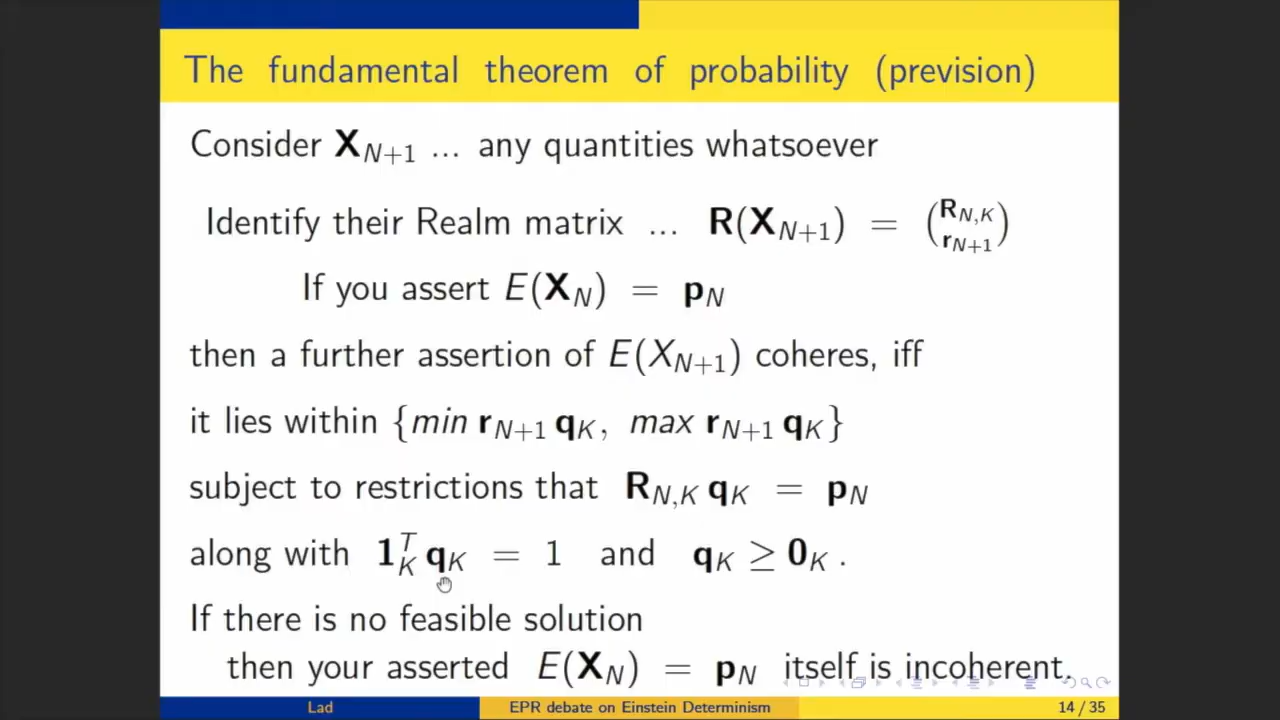 The fundamental theorem of probability (prevision)
Consider X_{N+1} ... any quantities whatsoever
Identify their Realm matrix ... R(X_{N+1}) = (R_{N,K} r_{N+1})
If you assert E(X_N) = p_N
then a further assertion of E(X_{N+1}) coheres, iff
it lies within {min r_{N+1} q_K, max r_{N+1} q_K}
subject to restrictions that R_{N,K} q_K = p_N
along with 1_K^T q_K = 1 and q_K ≥ 0_K .
If there is no feasible solution
then your asserted E(X_N) = p_N itself is incoherent.
Lad EPR debate on Einstein Determinism 14 / 35